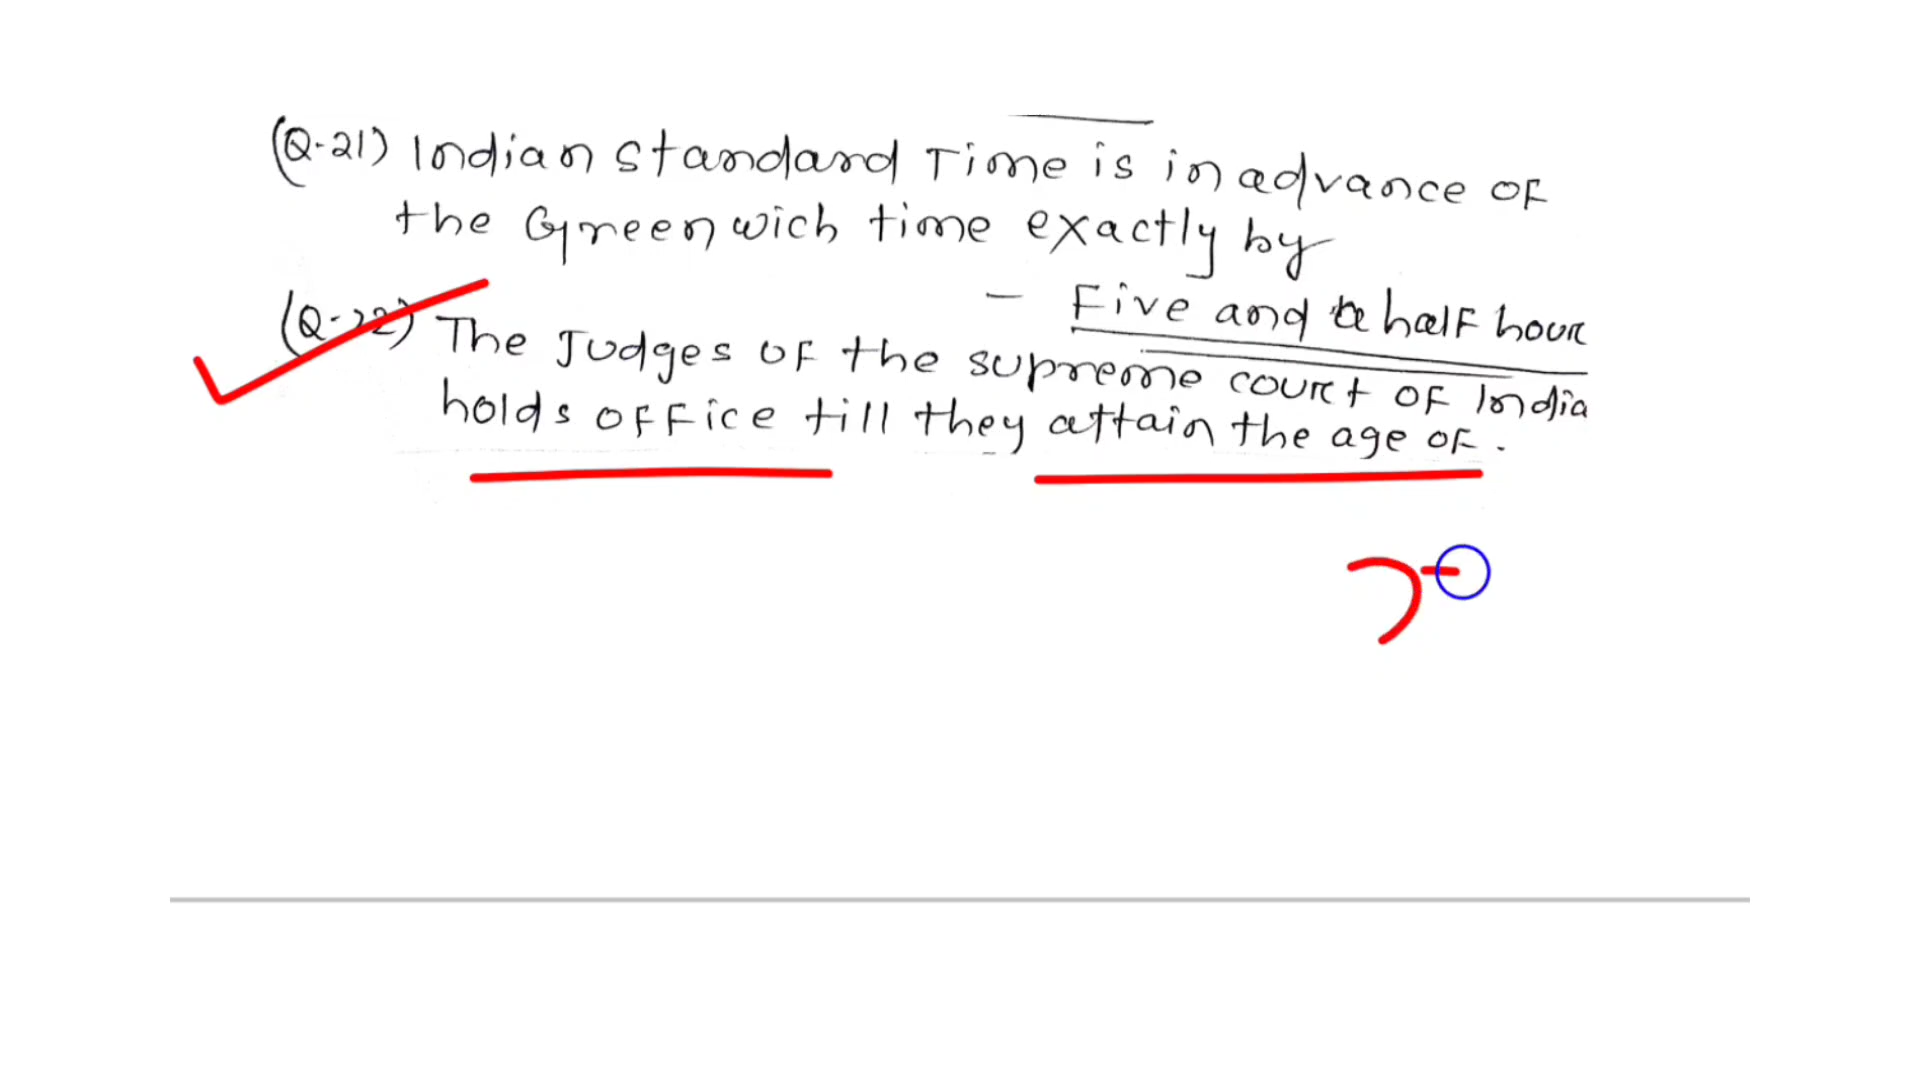 (Q-21) Indian standard Time is in advance of
the Greenwich time exactly by
- Five and a half hour
(Q-22) The Judges of the supreme court of India
holds office till they attain the age of.